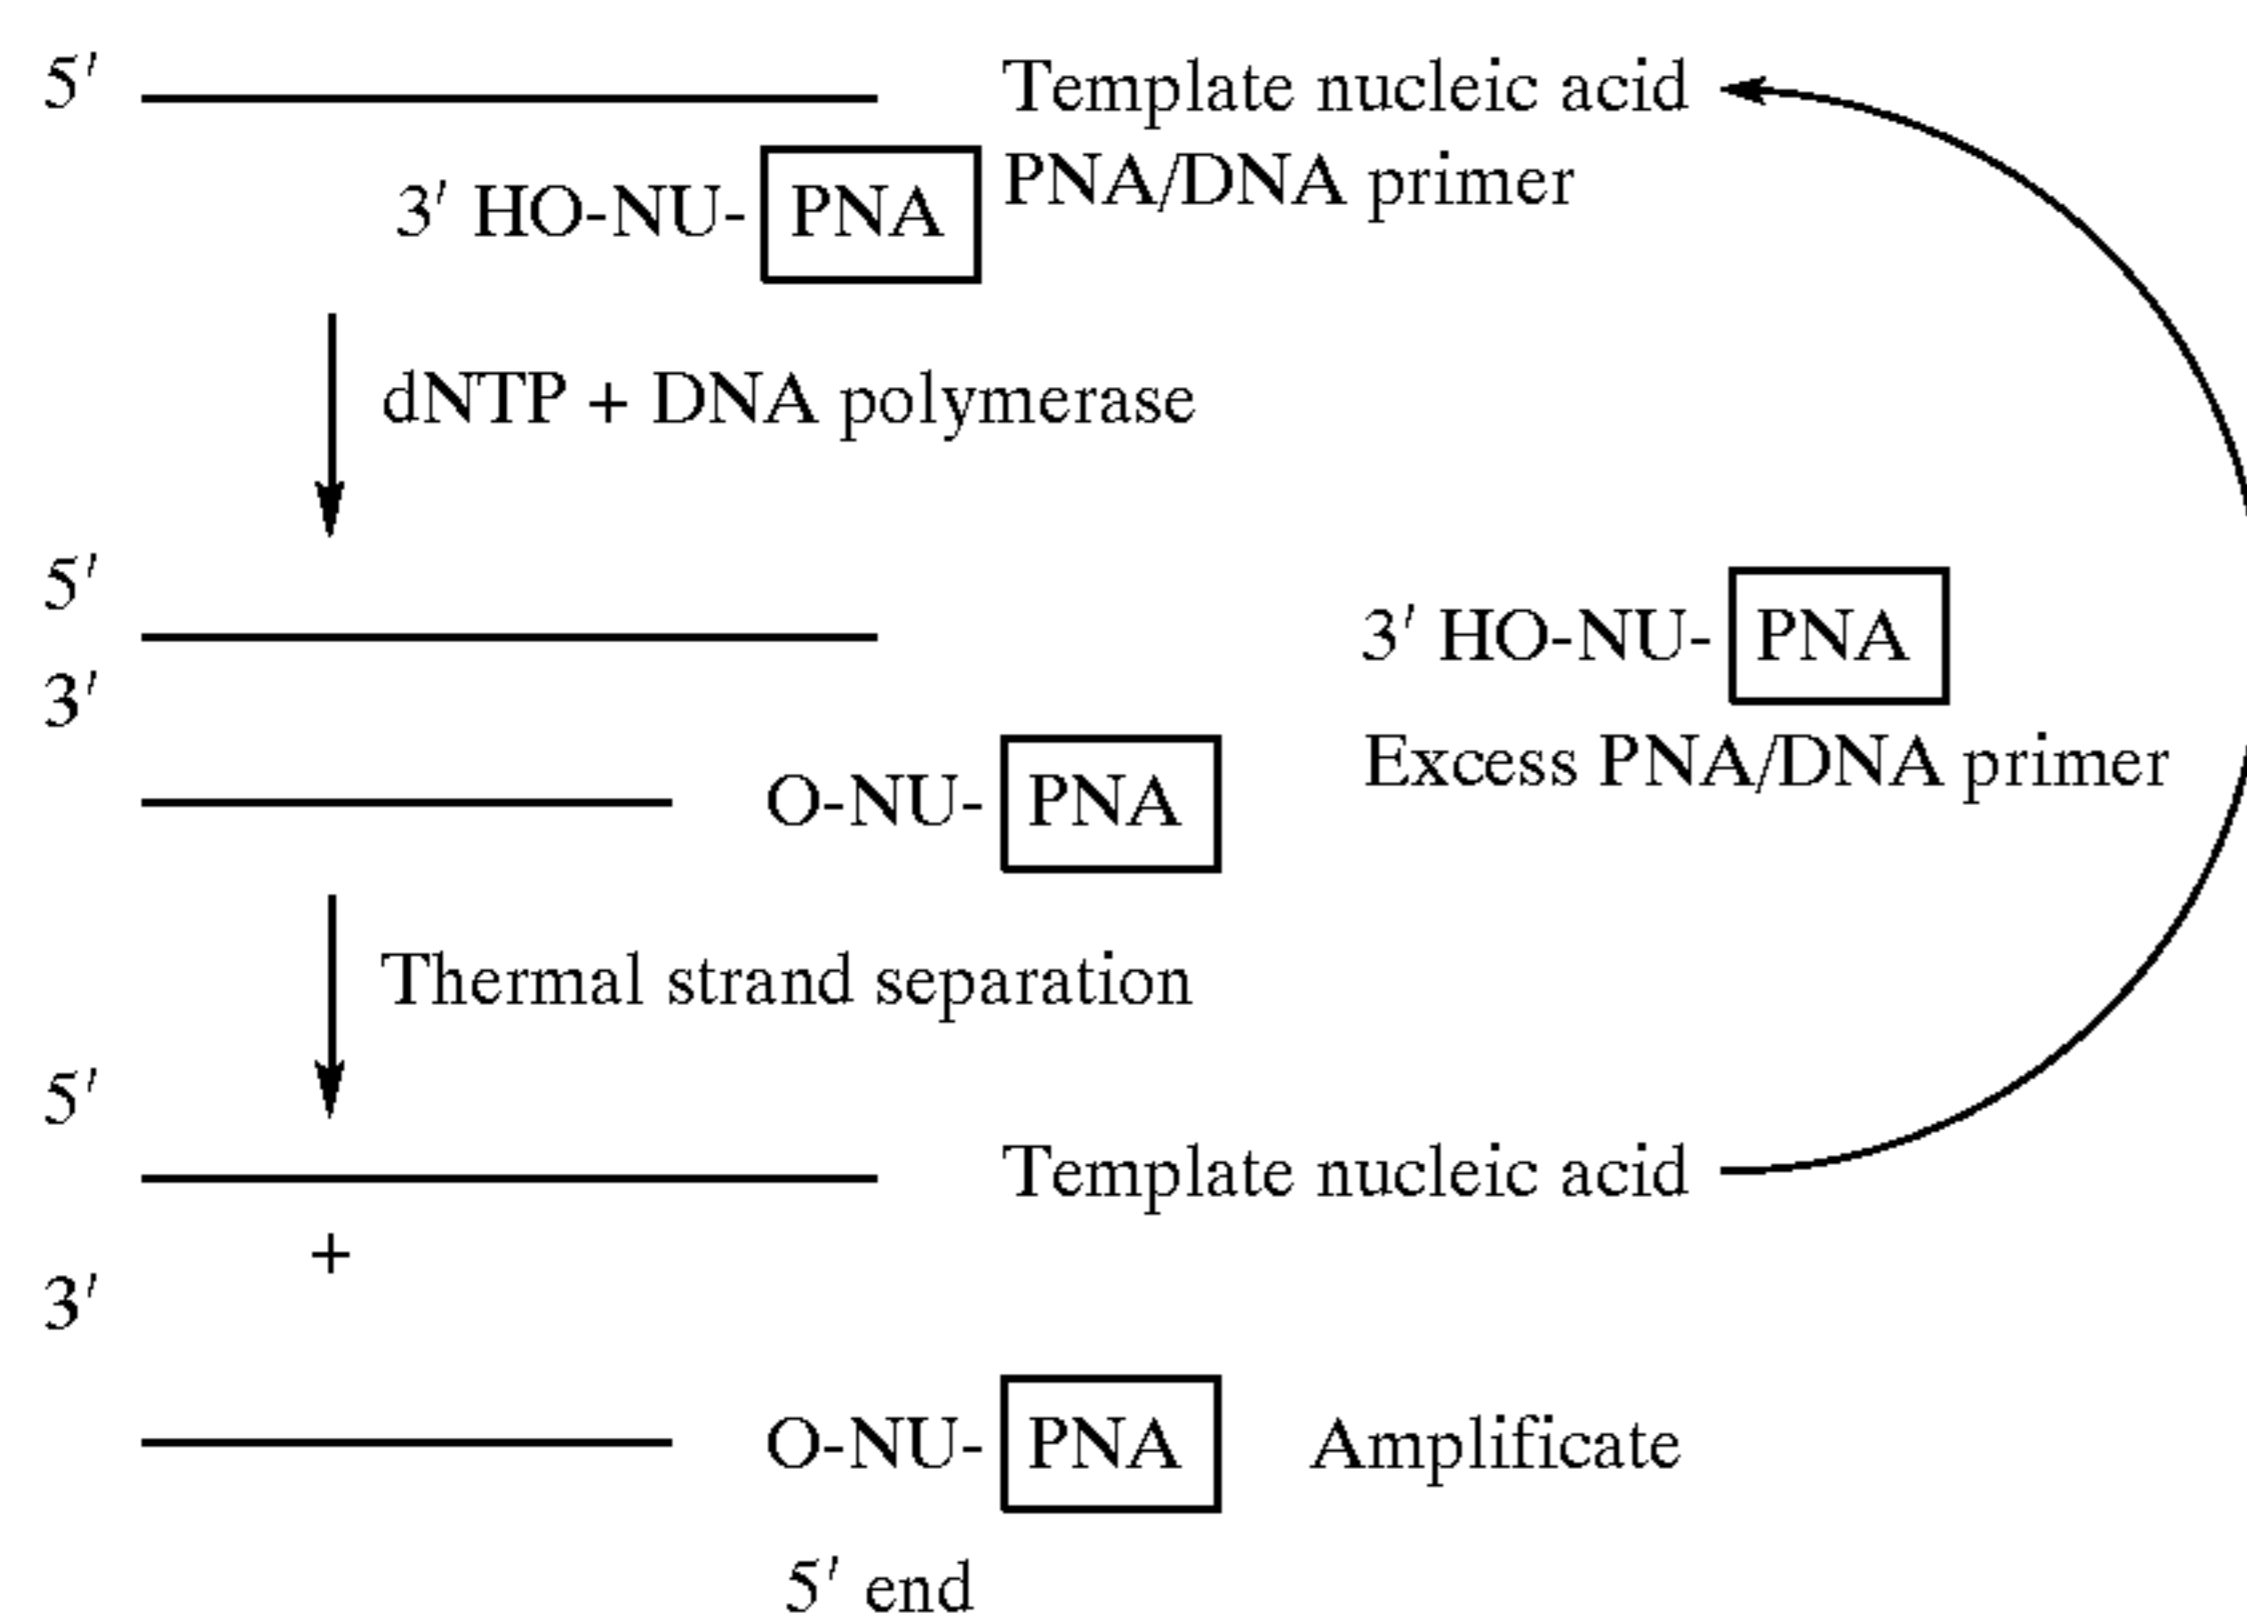 5′ Template nucleic acid
3′ HO-NU- PNA PNA/DNA primer
dNTP + DNA polymerase
5′
3′ HO-NU- PNA
3′
Excess PNA/DNA primer
O-NU- PNA
Thermal strand separation
5′
Template nucleic acid
+
3′
O-NU- PNA Amplificate
5′ end